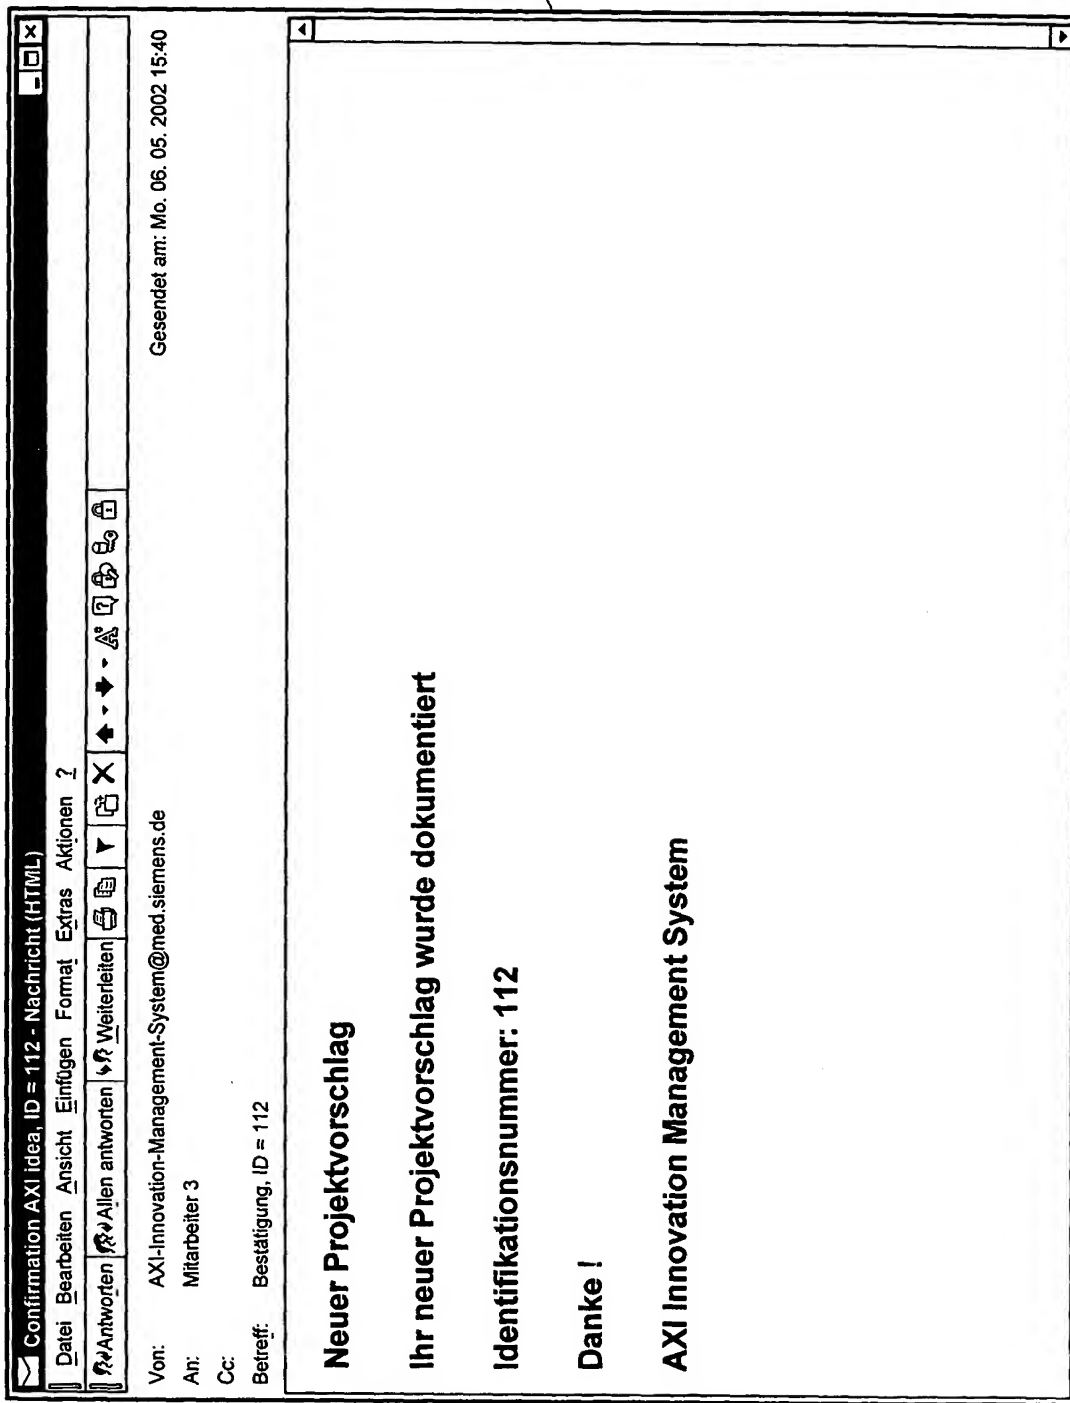 Confirmation AXI idea, ID = 112 - Nachricht (HTML)
Datei Bearbeiten Ansicht Einfügen Format Extras Aktionen ?
Antworten Allen antworten Weiterleiten
Von: AXI-Innovation-Management-System@med.siemens.de Gesendet am: Mo. 06. 05. 2002 15:40
An: Mitarbeiter 3
Cc:
Betreff: Bestätigung, ID = 112
Neuer Projektvorschlag
Ihr neuer Projektvorschlag wurde dokumentiert
Identifikationsnummer: 112
Danke !
AXI Innovation Management System